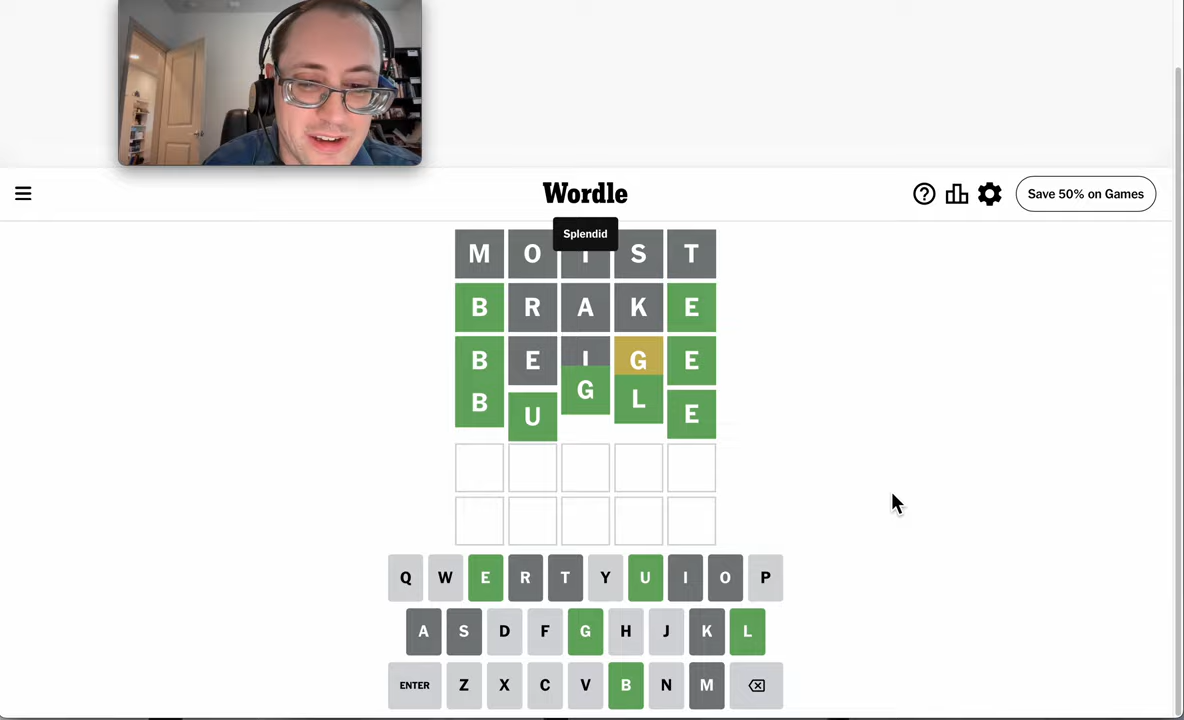 Wordle
Save 50% on Games
Splendid
M O I S T
B R A K E
B E I G E
B U G L E
Q W E R T Y U I O P
A S D F G H J K L
ENTER Z X C V B N M